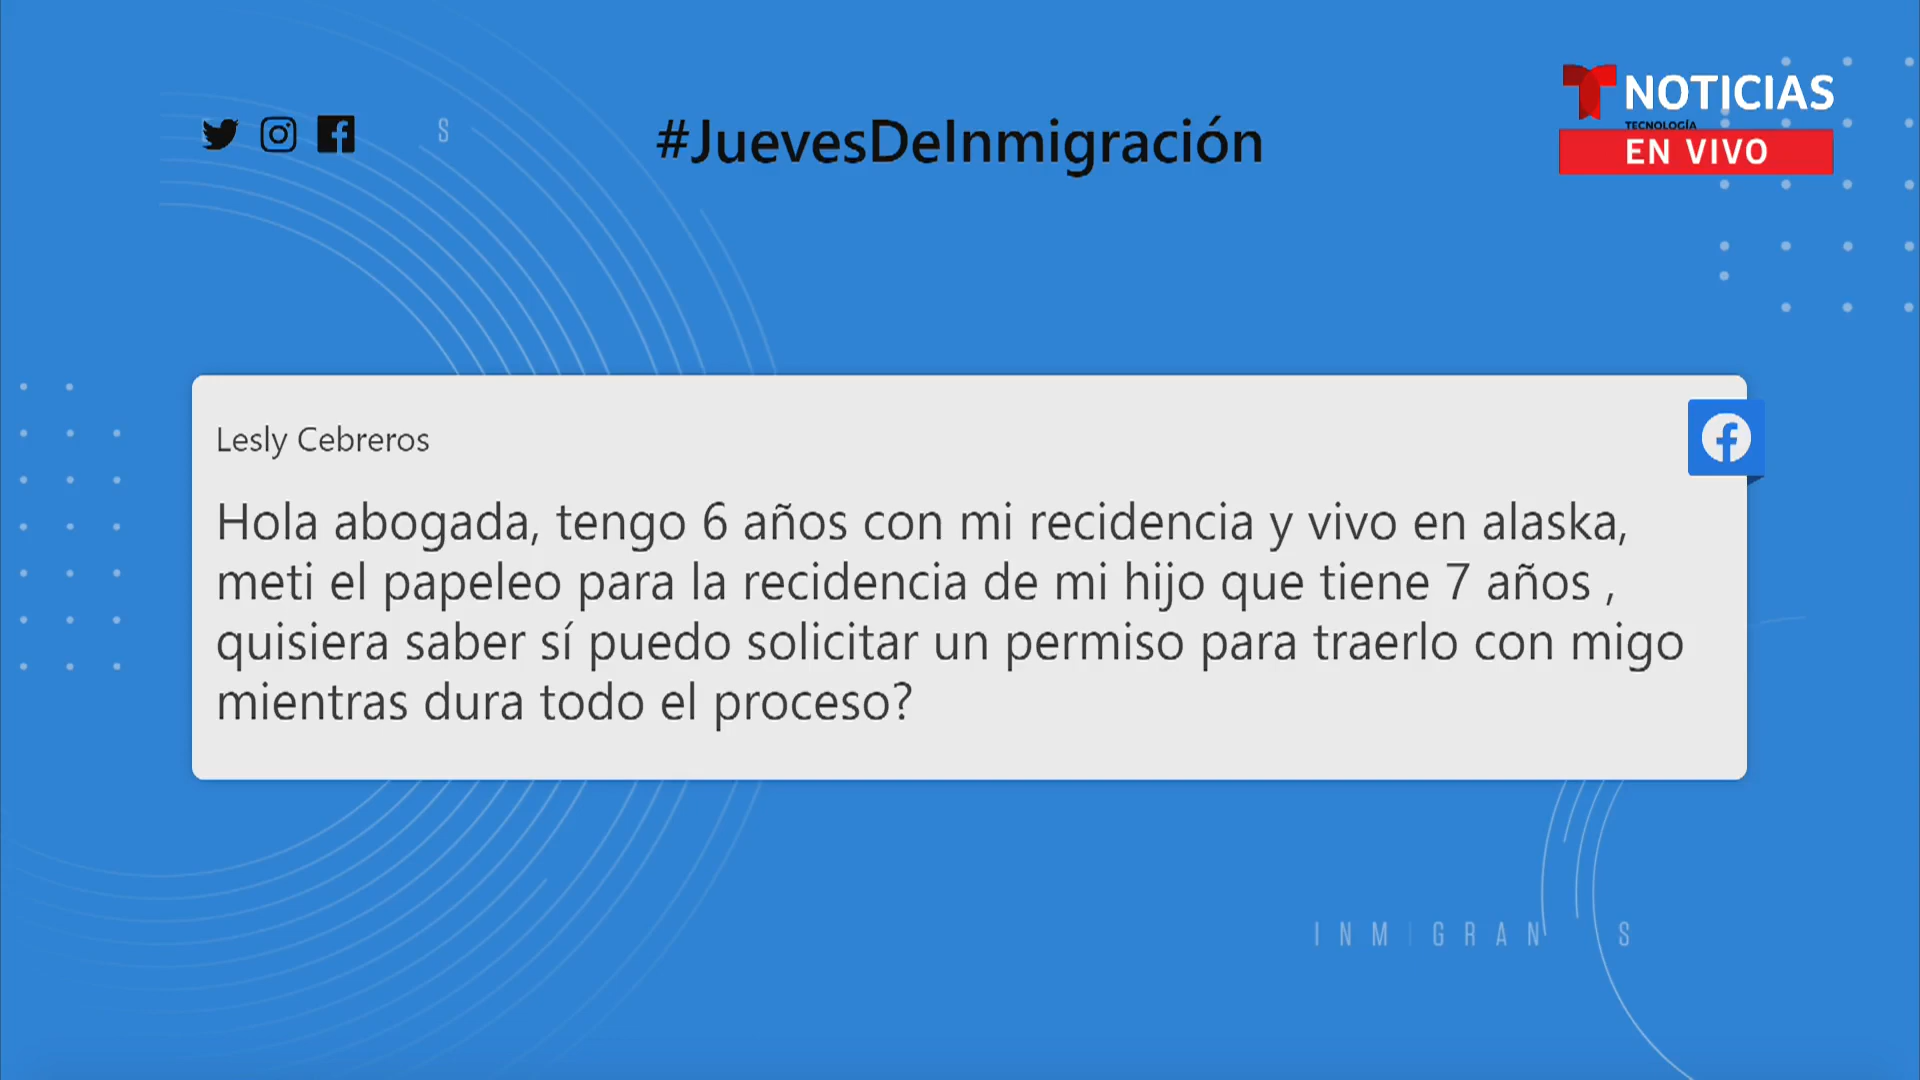 S
#JuevesDeInmigración
NOTICIAS
TECNOLOGÍA
EN VIVO
Lesly Cebreros
Hola abogada, tengo 6 años con mi recidencia y vivo en alaska,
meti el papeleo para la recidencia de mi hijo que tiene 7 años ,
quisiera saber sí puedo solicitar un permiso para traerlo con migo
mientras dura todo el proceso?
INMIGRAN S